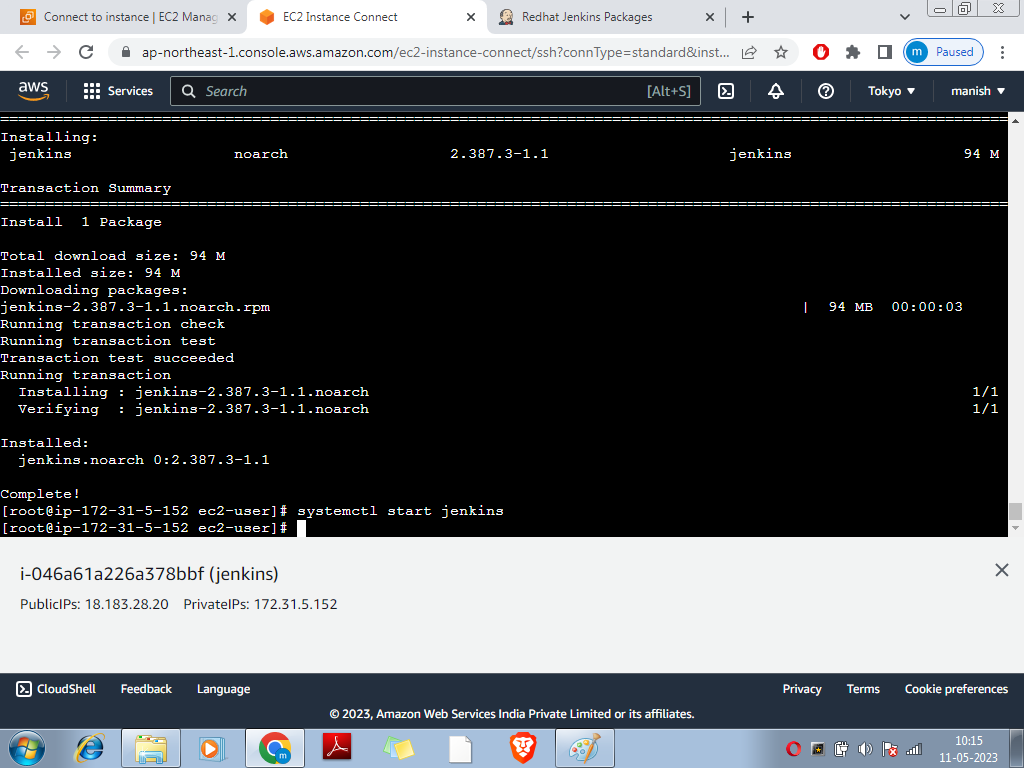 Connect to instance | EC2 Manag
EC2 Instance Connect
Redhat Jenkins Packages
ap-northeast-1.console.aws.amazon.com/ec2-instance-connect/ssh?connType=standard&inst...
m Paused
aws Services Search [Alt+S] Tokyo ▼ manish ▼
================================================================================================================
Installing:
jenkins noarch 2.387.3-1.1 jenkins 94 M
Transaction Summary
================================================================================================================
Install 1 Package
Total download size: 94 M
Installed size: 94 M
Downloading packages:
jenkins-2.387.3-1.1.noarch.rpm | 94 MB 00:00:03
Running transaction check
Running transaction test
Transaction test succeeded
Running transaction
Installing : jenkins-2.387.3-1.1.noarch 1/1
Verifying : jenkins-2.387.3-1.1.noarch 1/1
Installed:
jenkins.noarch 0:2.387.3-1.1
Complete!
[root@ip-172-31-5-152 ec2-user]# systemctl start jenkins
[root@ip-172-31-5-152 ec2-user]#
i-046a61a226a378bbf (jenkins)
PublicIPs: 18.183.28.20 PrivateIPs: 172.31.5.152
CloudShell Feedback Language Privacy Terms Cookie preferences
© 2023, Amazon Web Services India Private Limited or its affiliates.
m
10:15
11-05-2023